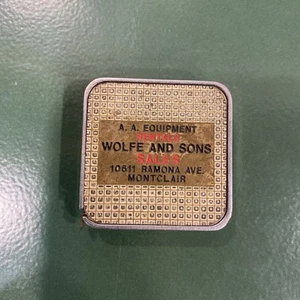 A. A. EQUIPMENT
WOLFE AND SONS
SALES
10611 RAMONA AVE.
MONTCLAIR